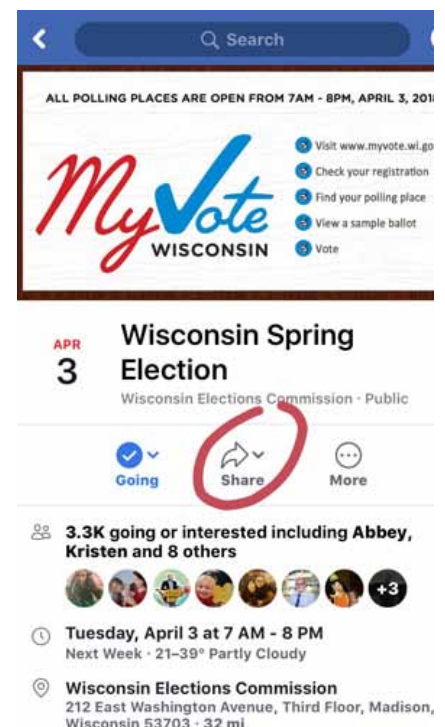 Search
ALL POLLING PLACES ARE OPEN FROM 7AM - 8PM, APRIL 3, 2018
My Vote
WISCONSIN
Visit www.myvote.wi.go
Check your registration
Find your polling place
View a sample ballot
Vote
APR
3
Wisconsin Spring
Election
Wisconsin Elections Commission · Public
Going
Share
More
3.3K going or interested including Abbey,
Kristen and 8 others
+3
Tuesday, April 3 at 7 AM - 8 PM
Next Week · 21–39° Partly Cloudy
Wisconsin Elections Commission
212 East Washington Avenue, Third Floor, Madison,
Wisconsin 53703 · 32 mi